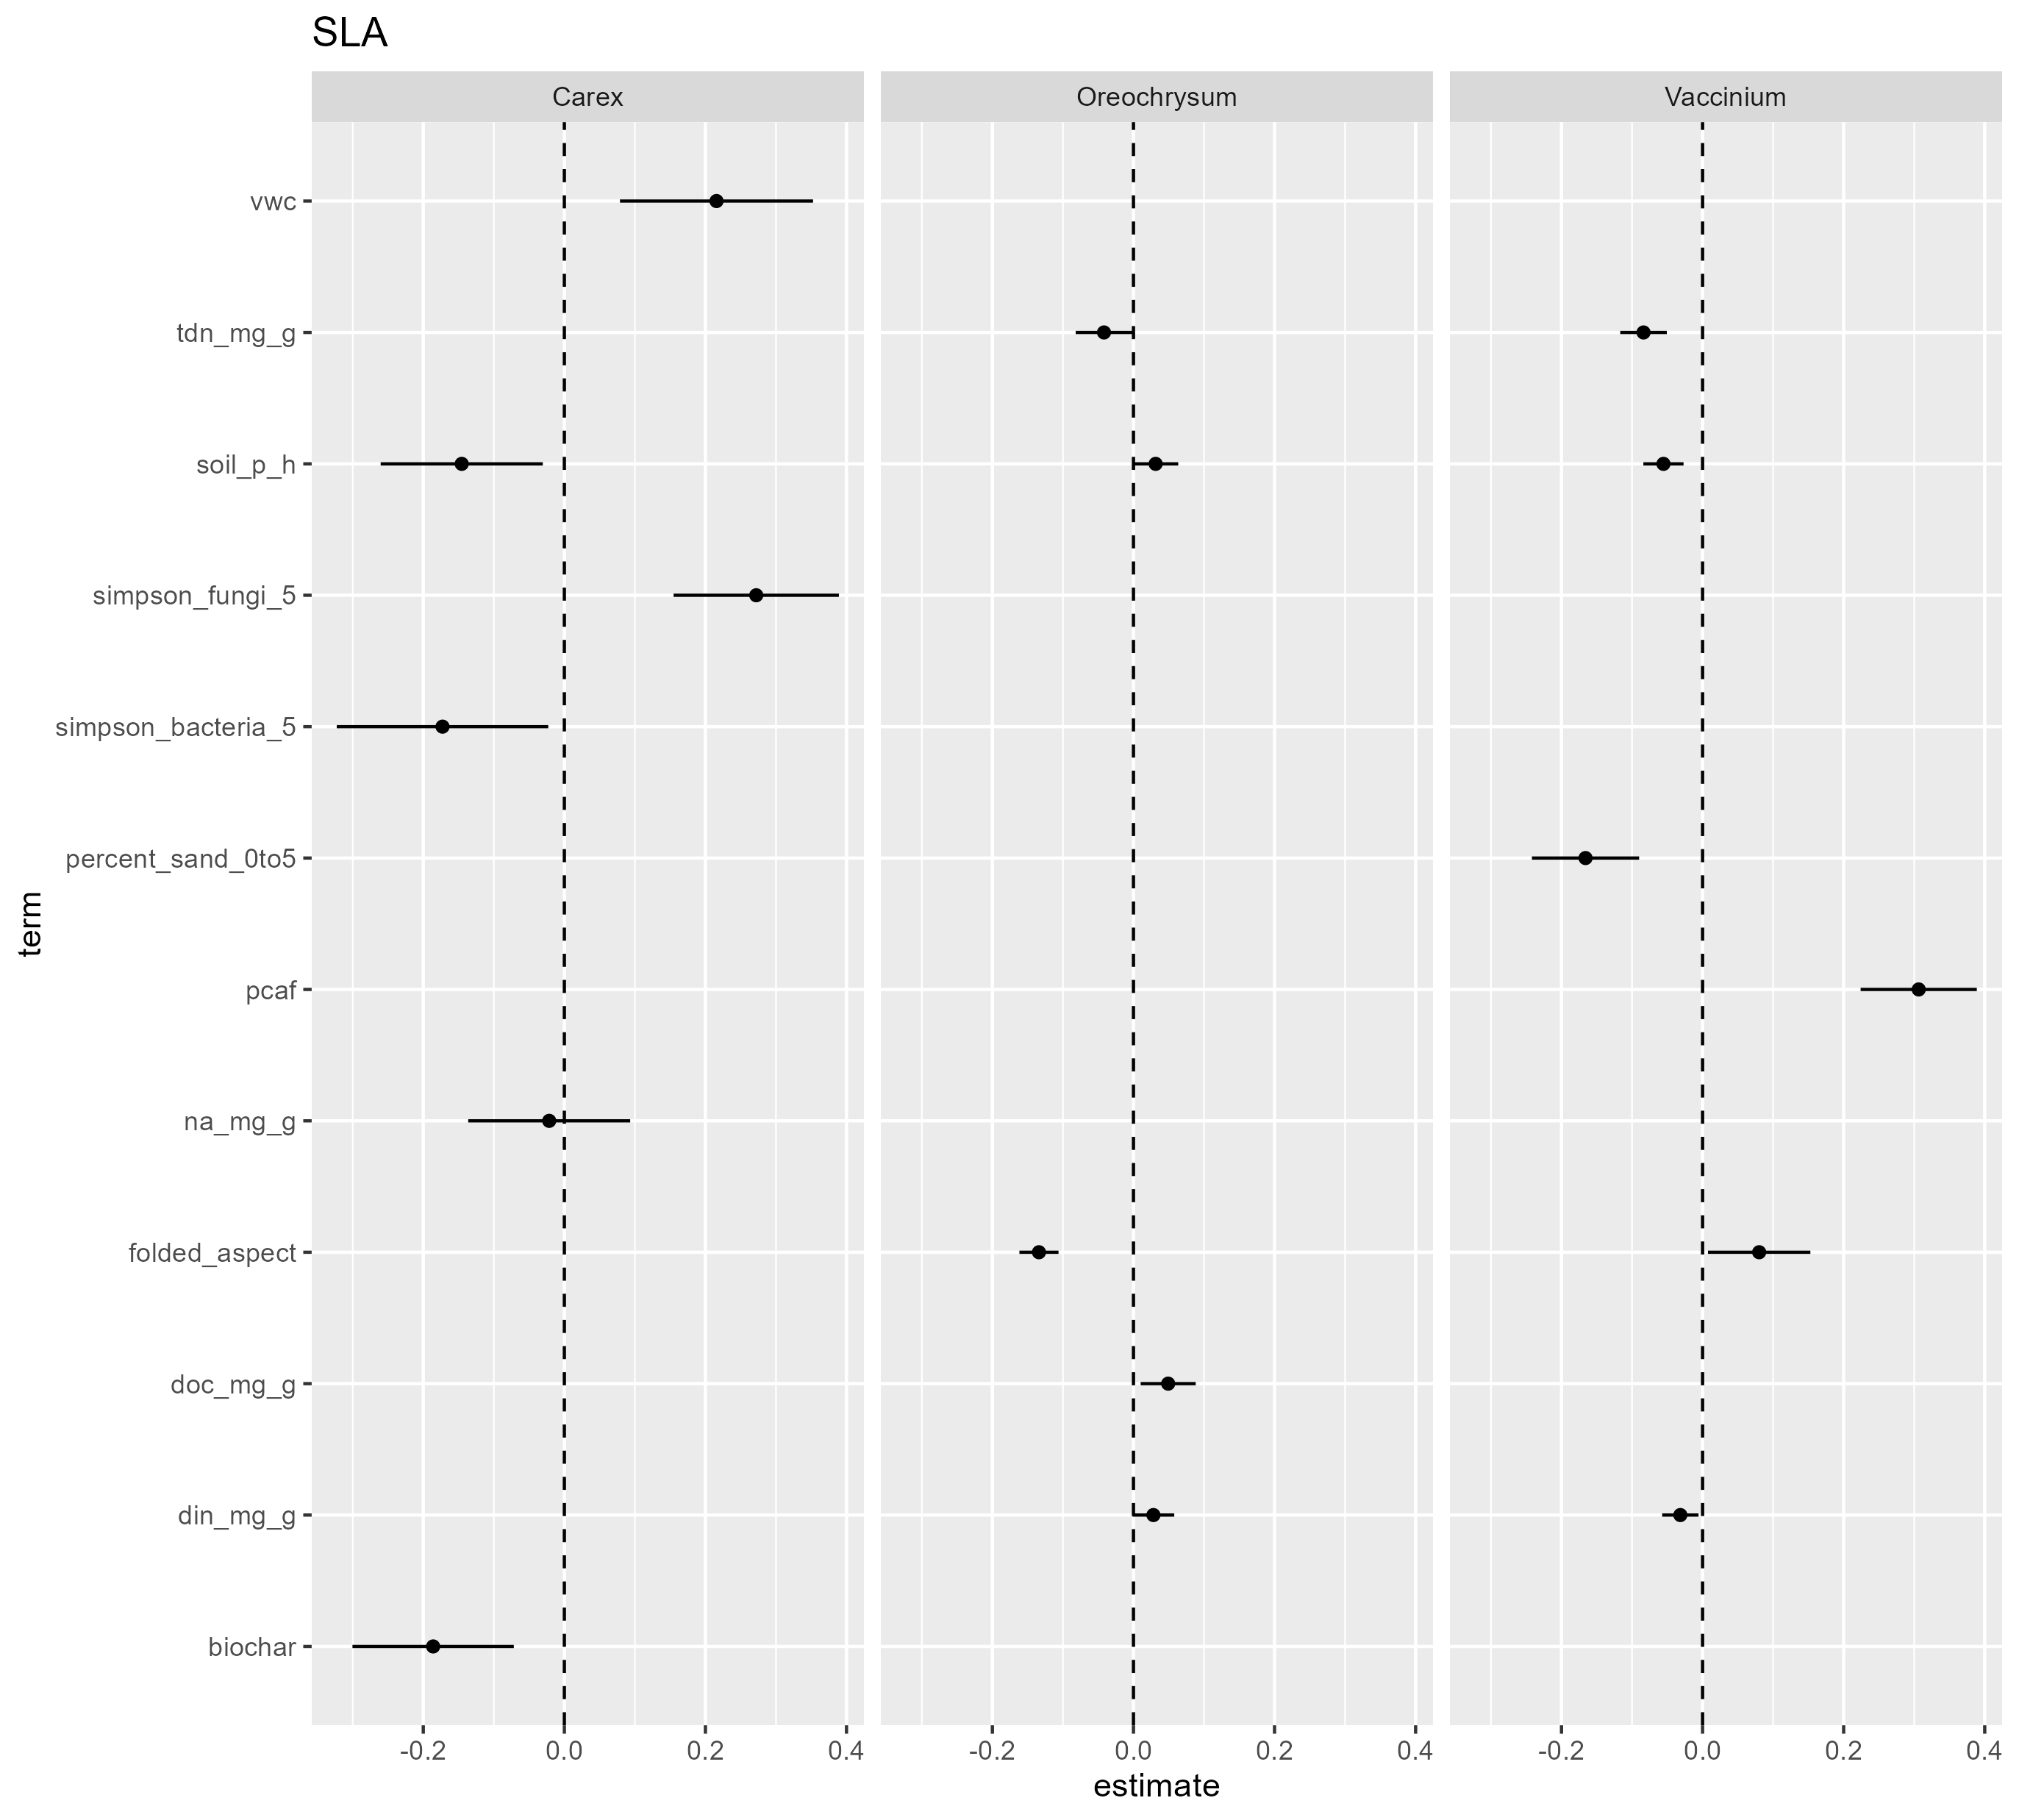 SLA
Carex Oreochrysum Vaccinium
term
vwc
tdn_mg_g
soil_p_h
simpson_fungi_5
simpson_bacteria_5
percent_sand_0to5
pcaf
na_mg_g
folded_aspect
doc_mg_g
din_mg_g
biochar
-0.2 0.0 0.2 0.4 -0.2 0.0 0.2 0.4 -0.2 0.0 0.2 0.4
estimate